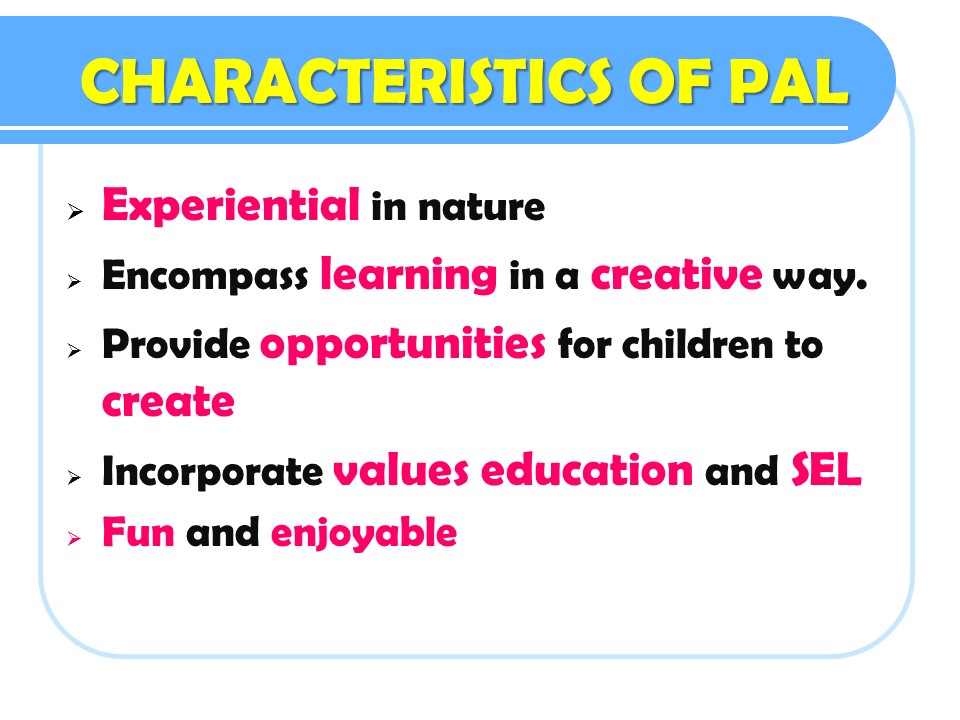 CHARACTERISTICS OF PAL
Experiential in nature
Encompass learning in a creative way.
Provide opportunities for children to
create
Incorporate values education and SEL
Fun and enjoyable